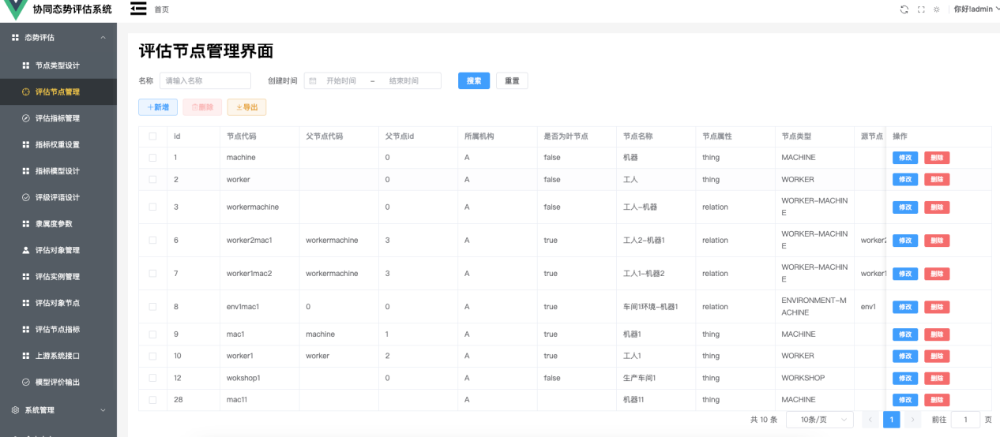 协同态势评估系统 首页 你好!admin
态势评估
节点类型设计
评估节点管理
评估指标管理
指标权重设置
指标模型设计
评级评语设计
隶属度参数
评估对象管理
评估实例管理
评估对象节点
评估节点指标
上游系统接口
模型评价输出
系统管理
评估节点管理界面
名称 请输入名称 创建时间 开始时间 – 结束时间 搜索 重置
+新增 删除 导出
id 节点代码 父节点代码 父节点id 所属机构 是否为叶节点 节点名称 节点属性 节点类型 源节点 操作
1 machine 0 A false 机器 thing MACHINE 修改 删除
2 worker 0 A false 工人 thing WORKER 修改 删除
3 workermachine 0 A false 工人-机器 relation WORKER-MACHIN
E 修改 删除
6 worker2mac1 workermachine 3 A true 工人2-机器1 relation WORKER-MACHINE worker2 修改 删除
7 worker1mac2 workermachine 3 A true 工人1-机器2 relation WORKER-MACHIN
E worker1 修改 删除
8 env1mac1 0 0 A true 车间1环境-机器1 relation ENVIRONMENT-M
ACHINE env1 修改 删除
9 mac1 machine 1 A true 机器1 thing MACHINE 修改 删除
10 worker1 worker 2 A true 工人1 thing WORKER 修改 删除
12 wokshop1 0 A false 生产车间1 thing WORKSHOP 修改 删除
28 mac11 A 机器11 thing MACHINE 修改 删除
共 10 条 10条/页 1 前往 1 页